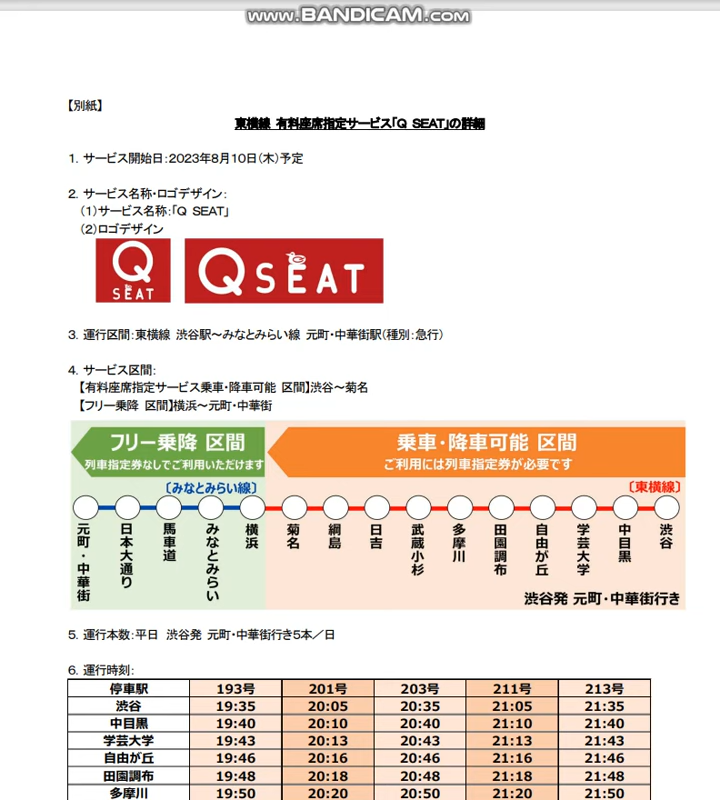 www.BANDICAM.com
【別紙】
東横線 有料座席指定サービス「Q SEAT」の詳細
1. サービス開始日：2023年8月10日（木）予定
2. サービス名称・ロゴデザイン：
（1）サービス名称：「Q SEAT」
（2）ロゴデザイン
Q SEAT
Q SEAT
3. 運行区間：東横線 渋谷駅～みなとみらい線 元町・中華街駅（種別：急行）
4. サービス区間：
【有料座席指定サービス乗車・降車可能 区間】渋谷～菊名
【フリー乗降 区間】横浜～元町・中華街
フリー乗降 区間
列車指定券なしでご利用いただけます
乗車・降車可能 区間
ご利用には列車指定券が必要です
〔みなとみらい線〕
〔東横線〕
元町・中華街
日本大通り
馬車道
みなとみらい
横浜
菊名
綱島
日吉
武蔵小杉
多摩川
田園調布
自由が丘
学芸大学
中目黒
渋谷
渋谷発 元町・中華街行き
5. 運行本数：平日 渋谷発 元町・中華街行き5本／日
6. 運行時刻：
停車駅 193号 201号 203号 211号 213号
渋谷 19:35 20:05 20:35 21:05 21:35
中目黒 19:40 20:10 20:40 21:10 21:40
学芸大学 19:43 20:13 20:43 21:13 21:43
自由が丘 19:46 20:16 20:46 21:16 21:46
田園調布 19:48 20:18 20:48 21:18 21:48
多摩川 19:50 20:20 20:50 21:20 21:50